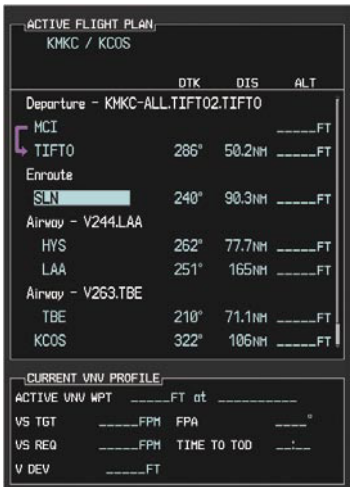 ACTIVE FLIGHT PLAN
KMKC / KCOS
DTK DIS ALT
Departure - KMKC-ALL.TIFTO2.TIFTO
MCI _____FT
TIFTO 286° 50.2NM _____FT
Enroute
SLN 240° 90.3NM _____FT
Airway - V244.LAA
HYS 262° 77.7NM _____FT
LAA 251° 165NM _____FT
Airway - V263.TBE
TBE 210° 71.1NM _____FT
KCOS 322° 106NM _____FT
CURRENT VNV PROFILE
ACTIVE VNV WPT _____FT at __________
VS TGT _____FPM FPA ____°
VS REQ _____FPM TIME TO TOD __:__
V DEV _____FT